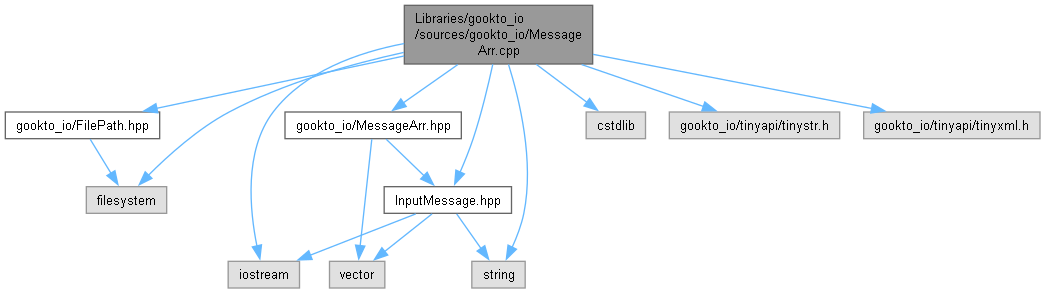 Libraries/gookto_io
/sources/gookto_io/Message
Arr.cpp
gookto_io/FilePath.hpp
gookto_io/MessageArr.hpp
cstdlib
gookto_io/tinyapi/tinystr.h
gookto_io/tinyapi/tinyxml.h
filesystem
InputMessage.hpp
iostream
vector
string